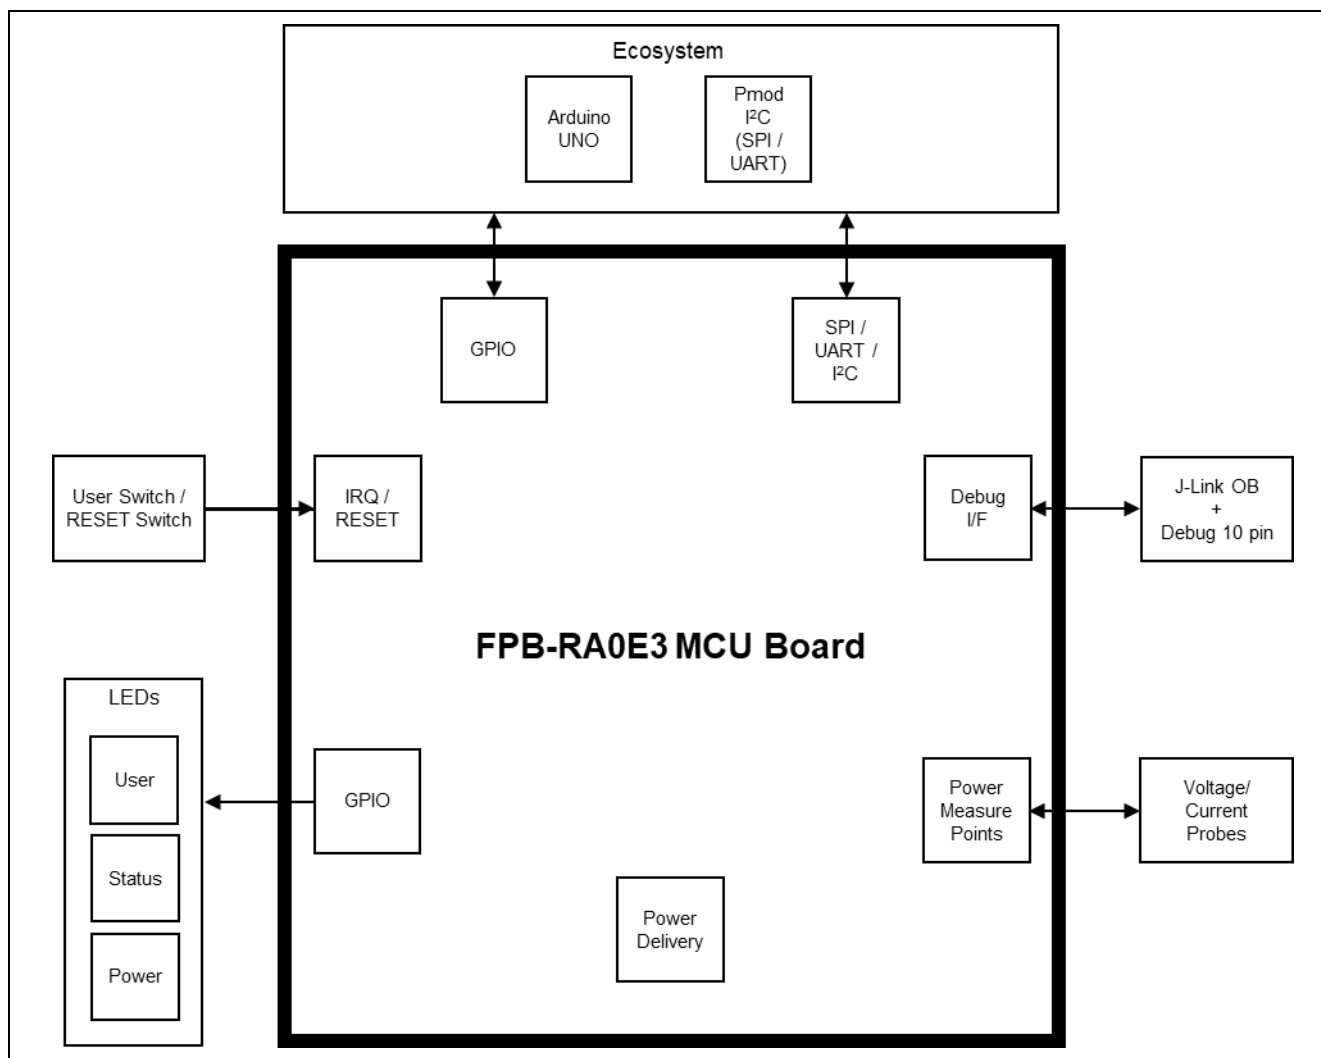 Ecosystem
Arduino
UNO
Pmod
I²C
(SPI /
UART)
GPIO
SPI /
UART /
I²C
User Switch /
RESET Switch
IRQ /
RESET
Debug
I/F
J-Link OB
+
Debug 10 pin
FPB-RA0E3 MCU Board
LEDs
User
Status
Power
GPIO
Power
Measure
Points
Voltage/
Current
Probes
Power
Delivery